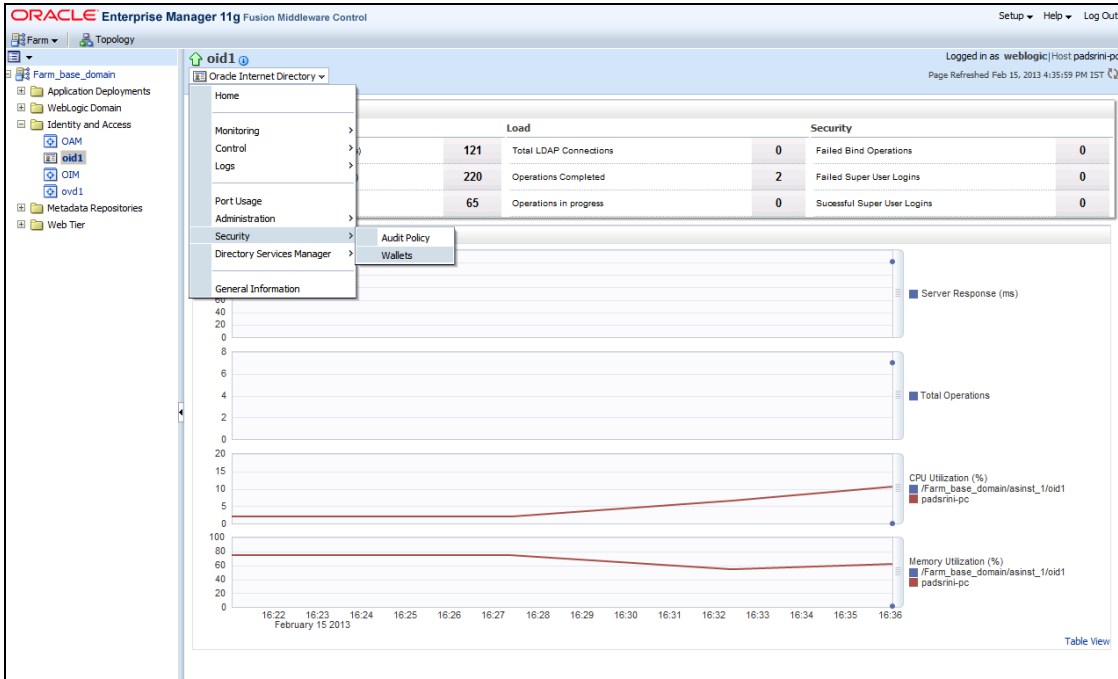 ORACLE Enterprise Manager 11g Fusion Middleware Control
Setup Help Log Out
Farm Topology
Farm_base_domain
Application Deployments
WebLogic Domain
Identity and Access
OAM
oid1
OIM
ovd1
Metadata Repositories
Web Tier
oid1
Logged in as weblogic|Host padsrini-pc
Oracle Internet Directory
Page Refreshed Feb 15, 2013 4:35:59 PM IST
Home
Monitoring
Control
Logs
Port Usage
Administration
Security
Directory Services Manager
General Information
Audit Policy
Wallets
Load Security
121 Total LDAP Connections 0 Failed Bind Operations 0
220 Operations Completed 2 Failed Super User Logins 0
65 Operations in progress 0 Sucessful Super User Logins 0
60
40
20
0
Server Response (ms)
8
6
4
2
0
Total Operations
20
15
10
5
0
CPU Utilization (%)
/Farm_base_domain/asinst_1/oid1
padsrini-pc
100
80
60
40
20
0
Memory Utilization (%)
/Farm_base_domain/asinst_1/oid1
padsrini-pc
16:22 16:23 16:24 16:25 16:26 16:27 16:28 16:29 16:30 16:31 16:32 16:33 16:34 16:35 16:36
February 15 2013
Table View